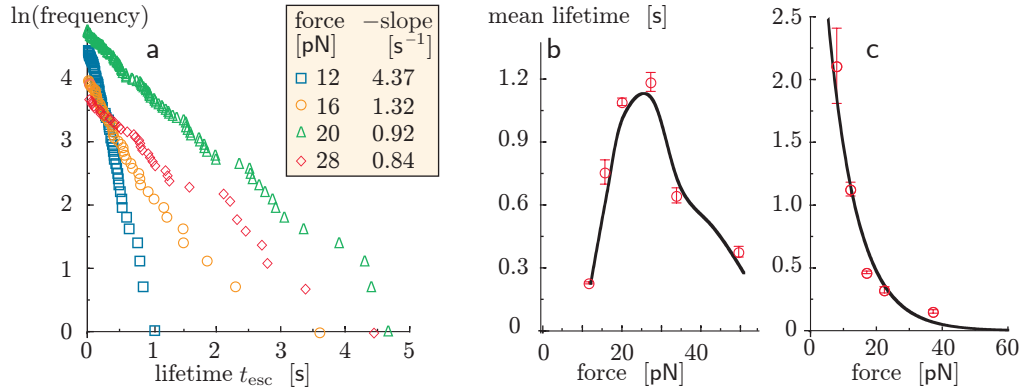 ln(frequency)
a
4
3
2
1
0
0 1 2 3 4 5
lifetime t_esc [s]
force −slope
[pN] [s⁻¹]
12 4.37
16 1.32
20 0.92
28 0.84
mean lifetime [s]
b
1.2
0.9
0.6
0.3
0
0 20 40
force [pN]
c
2.5
2.0
1.5
1.0
0.5
0
0 20 40 60
force [pN]